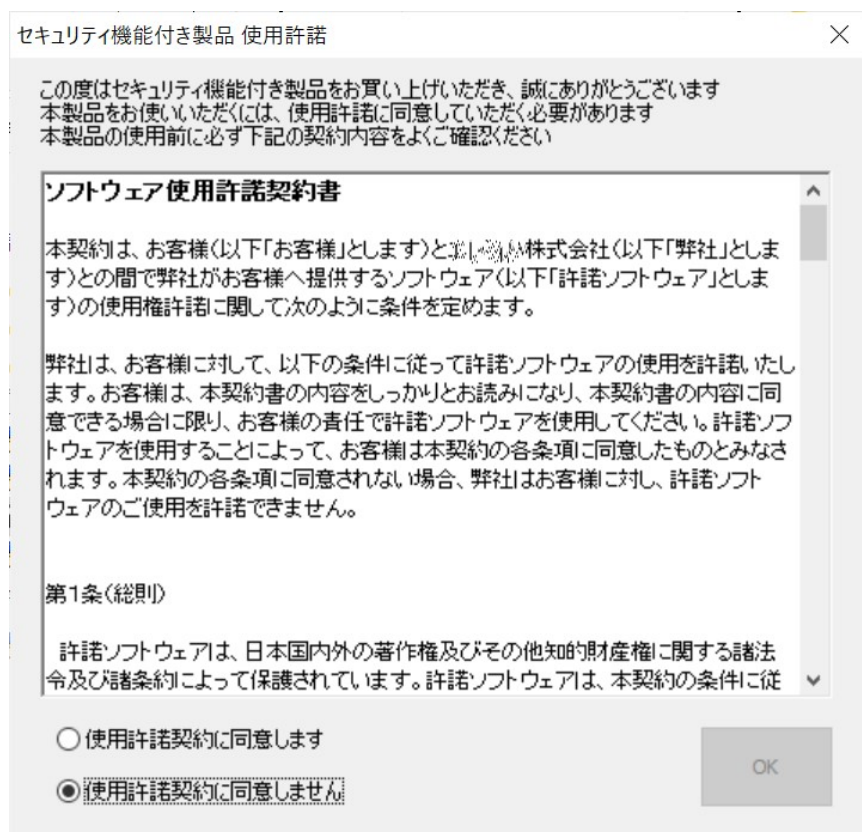 セキュリティ機能付き製品 使用許諾
この度はセキュリティ機能付き製品をお買い上げいただき、誠にありがとうございます
本製品をお使いいただくには、使用許諾に同意していただく必要があります
本製品の使用前に必ず下記の契約内容をよくご確認ください
ソフトウェア使用許諾契約書
本契約は、お客様(以下「お客様」とします)と株式会社(以下「弊社」としま
す)との間で弊社がお客様へ提供するソフトウェア(以下「許諾ソフトウェア」としま
す)の使用権許諾に関して次のように条件を定めます。
弊社は、お客様に対して、以下の条件に従って許諾ソフトウェアの使用を許諾いたし
ます。お客様は、本契約書の内容をしっかりとお読みになり、本契約書の内容に同
意できる場合に限り、お客様の責任で許諾ソフトウェアを使用してください。許諾ソフ
トウェアを使用することによって、お客様は本契約の各条項に同意したものとみなさ
れます。本契約の各条項に同意されない場合、弊社はお客様に対し、許諾ソフト
ウェアのご使用を許諾できません。
第1条(総則)
許諾ソフトウェアは、日本国内外の著作権及びその他知的財産権に関する諸法
令及び諸条約によって保護されています。許諾ソフトウェアは、本契約の条件に従
使用許諾契約に同意します
使用許諾契約に同意しません
OK